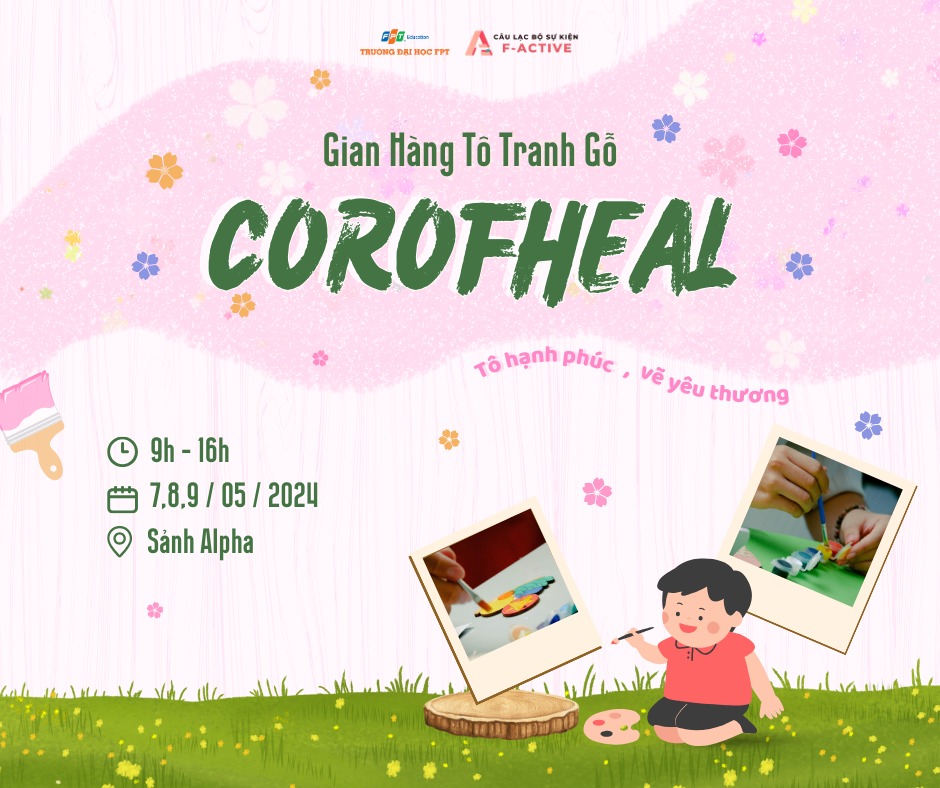 FPT Education
TRƯỜNG ĐẠI HỌC FPT
CÂU LẠC BỘ SỰ KIỆN
F-ACTIVE
Gian Hàng Tô Tranh Gỗ
COROFHEAL
Tô hạnh phúc , vẽ yêu thương
9h - 16h
7,8,9 / 05 / 2024
Sảnh Alpha